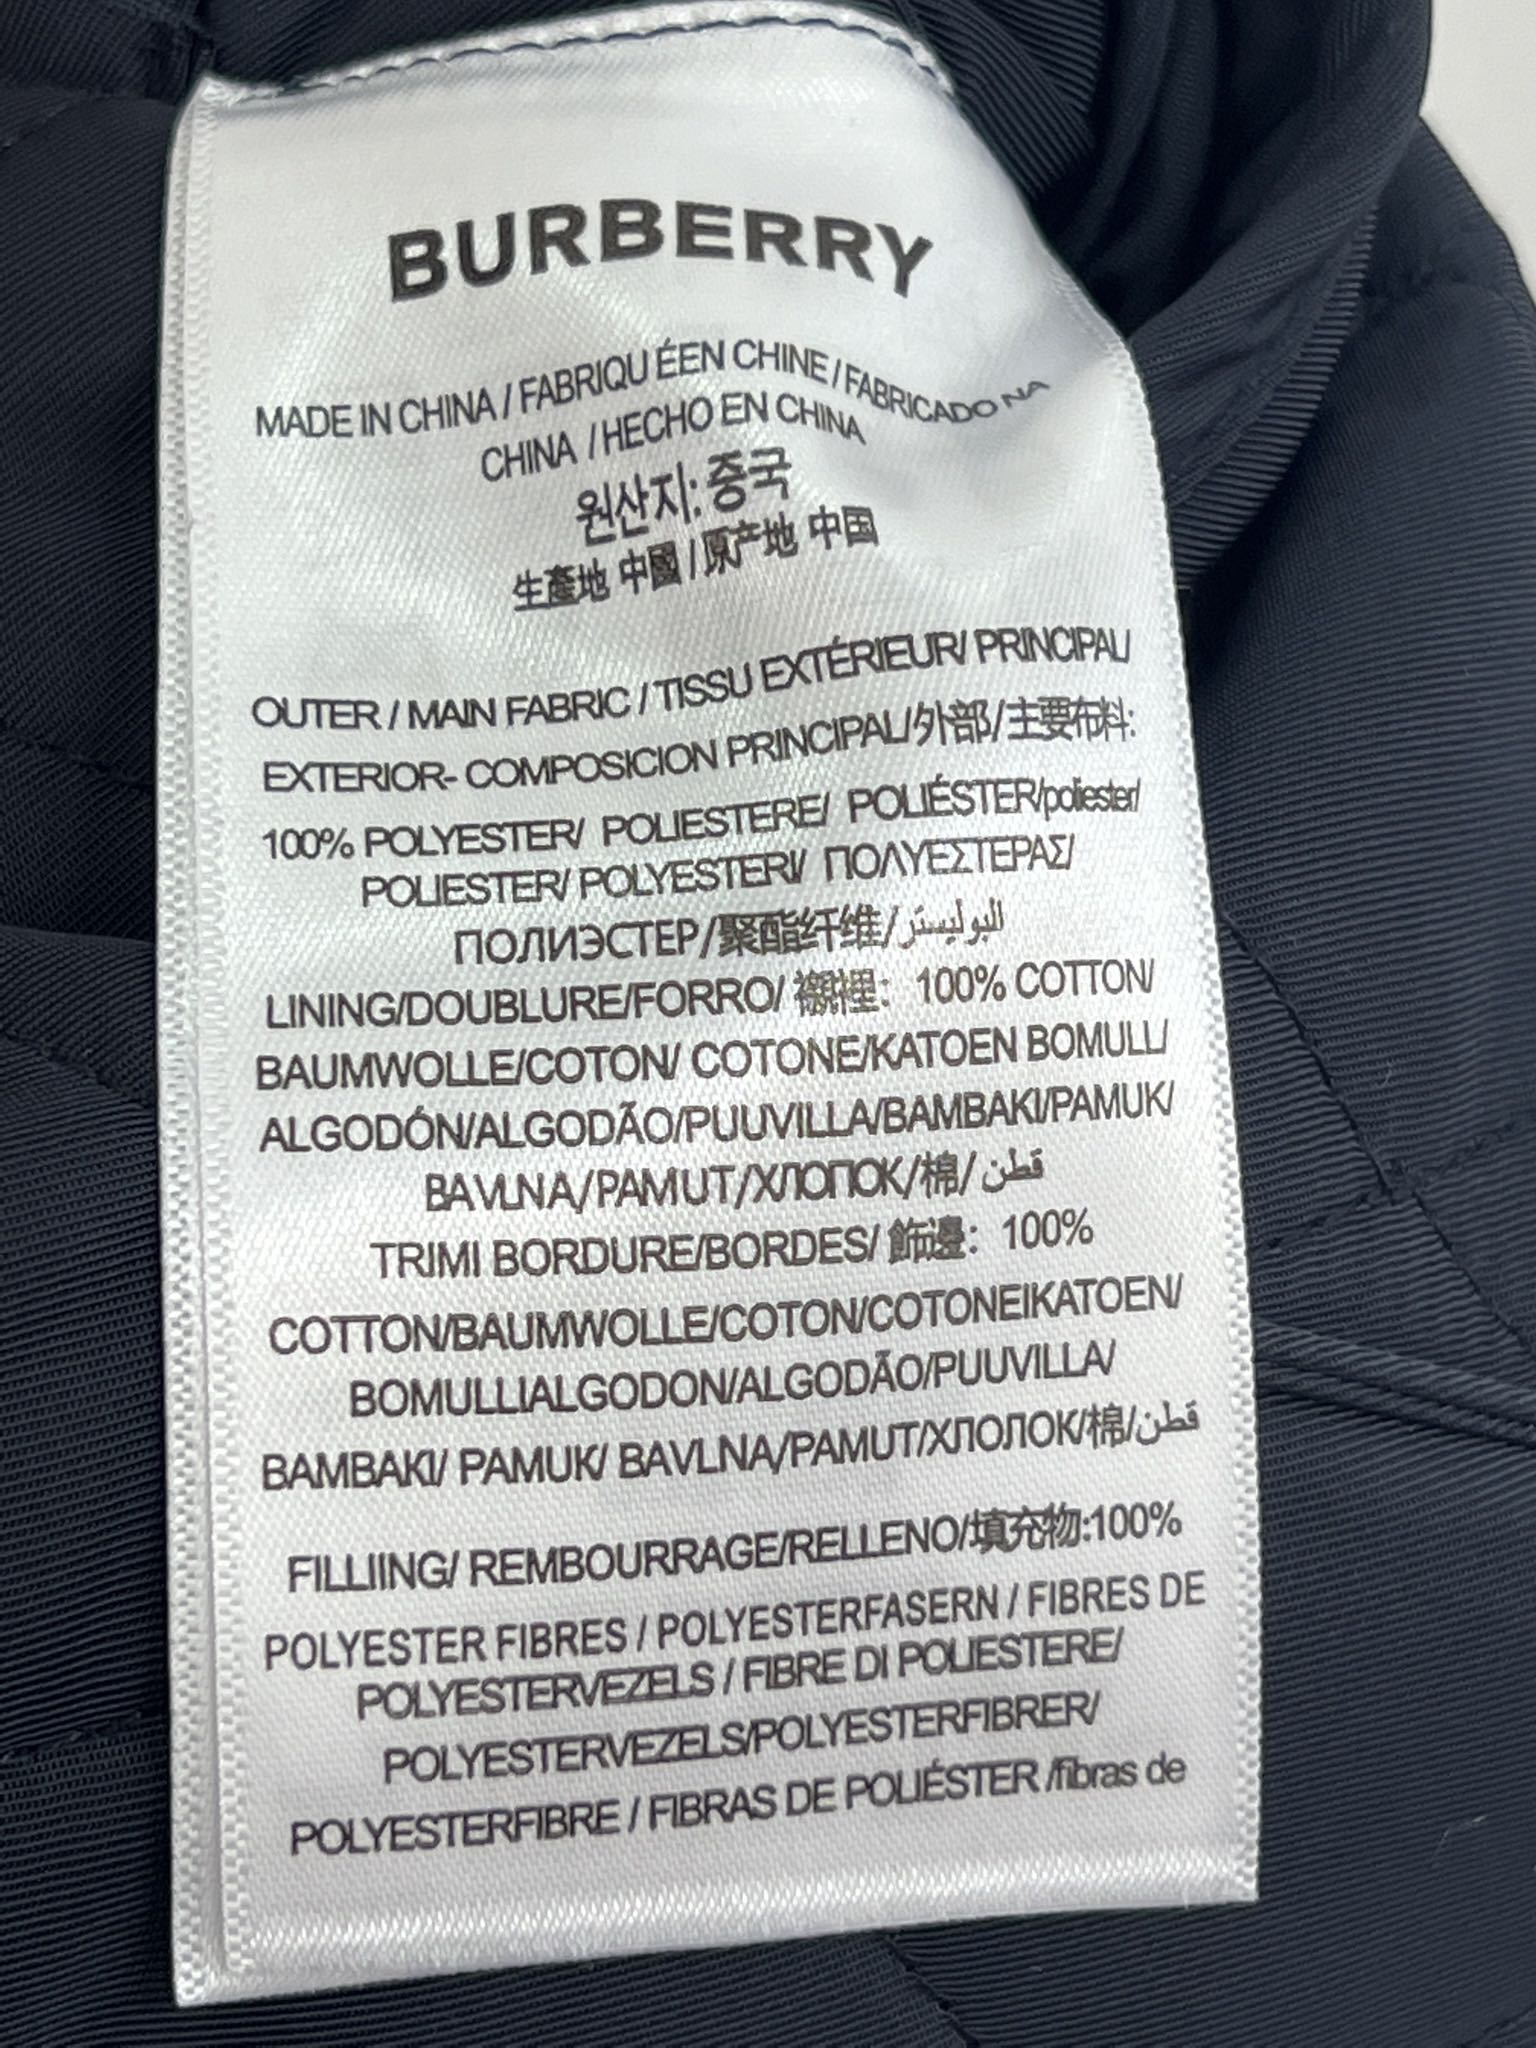 BURBERRY
MADE IN CHINA / FABRIQU ÉEN CHINE / FABRICADO NA
CHINA / HECHO EN CHINA
원산지: 중국
生產地 中國 / 原产地 中国
OUTER / MAIN FABRIC / TISSU EXTÉRIEUR/ PRINCIPAL/
EXTERIOR- COMPOSICION PRINCIPAL/外部/主要布料:
100% POLYESTER/ POLIESTERE/ POLIÉSTER/poliester/
POLIESTER/ POLYESTERI/ ΠΟΛΥΕΣΤΕΡΑΣ/
ПОЛИЭСТЕР/聚酯纤维/البوليستر
LINING/DOUBLURE/FORRO/ 襯裡: 100% COTTON/
BAUMWOLLE/COTON/ COTONE/KATOEN BOMULL/
ALGODÓN/ALGODÃO/PUUVILLA/BAMBAKI/PAMUK/
BAVLNA/PAMUT/ХЛОПОК/棉/قطن
TRIMI BORDURE/BORDES/ 飾邊: 100%
COTTON/BAUMWOLLE/COTON/COTONEIKATOEN/
BOMULLIALGODON/ALGODÃO/PUUVILLA/
BAMBAKI/ PAMUK/ BAVLNA/PAMUT/ХЛОЛОК/棉/قطن
FILLIING/ REMBOURRAGE/RELLENO/填充物:100%
POLYESTER FIBRES / POLYESTERFASERN / FIBRES DE
POLYESTERVEZELS / FIBRE DI POLIESTERE/
POLYESTERVEZELS/POLYESTERFIBRER/
POLYESTERFIBRE / FIBRAS DE POLIÉSTER /fibras de